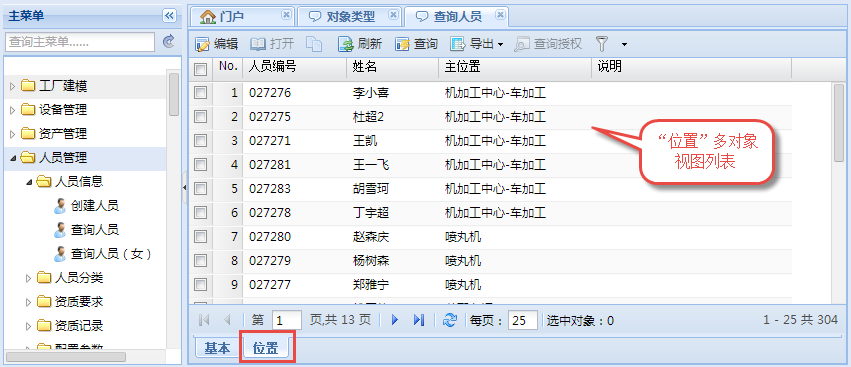 主菜单
查询主菜单......
工厂建模
设备管理
资产管理
人员管理
人员信息
创建人员
查询人员
查询人员（女）
人员分类
资质要求
资质记录
配置参数
门户 对象类型 查询人员
编辑 打开 刷新 查询 导出 查询授权
No. 人员编号 姓名 主位置 说明
1 027276 李小喜 机加工中心-车加工
2 027275 杜超2 机加工中心-车加工
3 027271 王凯 机加工中心-车加工
4 027281 王一飞 机加工中心-车加工
5 027283 胡雪珂 机加工中心-车加工
6 027278 丁宇超 机加工中心-车加工
7 027280 赵森庆 喷丸机
8 027279 杨树森 喷丸机
9 027277 郑雅宁 喷丸机
“位置”多对象
视图列表
第 1 页,共 13 页 每页：25 选中对象：0 1 - 25 共 304
基本 位置